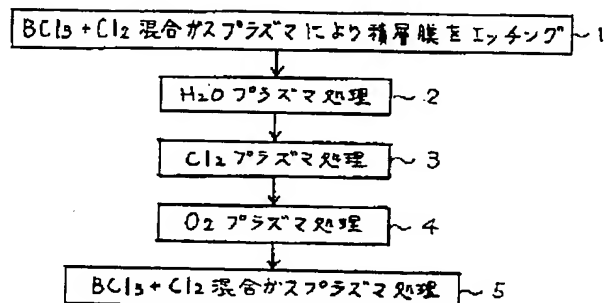 BCl3+Cl2混合ガスプラズマにより積層膜をエッチング ~1
H2Oプラズマ処理 ~2
Cl2プラズマ処理 ~3
O2プラズマ処理 ~4
BCl3+Cl2混合ガスプラズマ処理 ~5